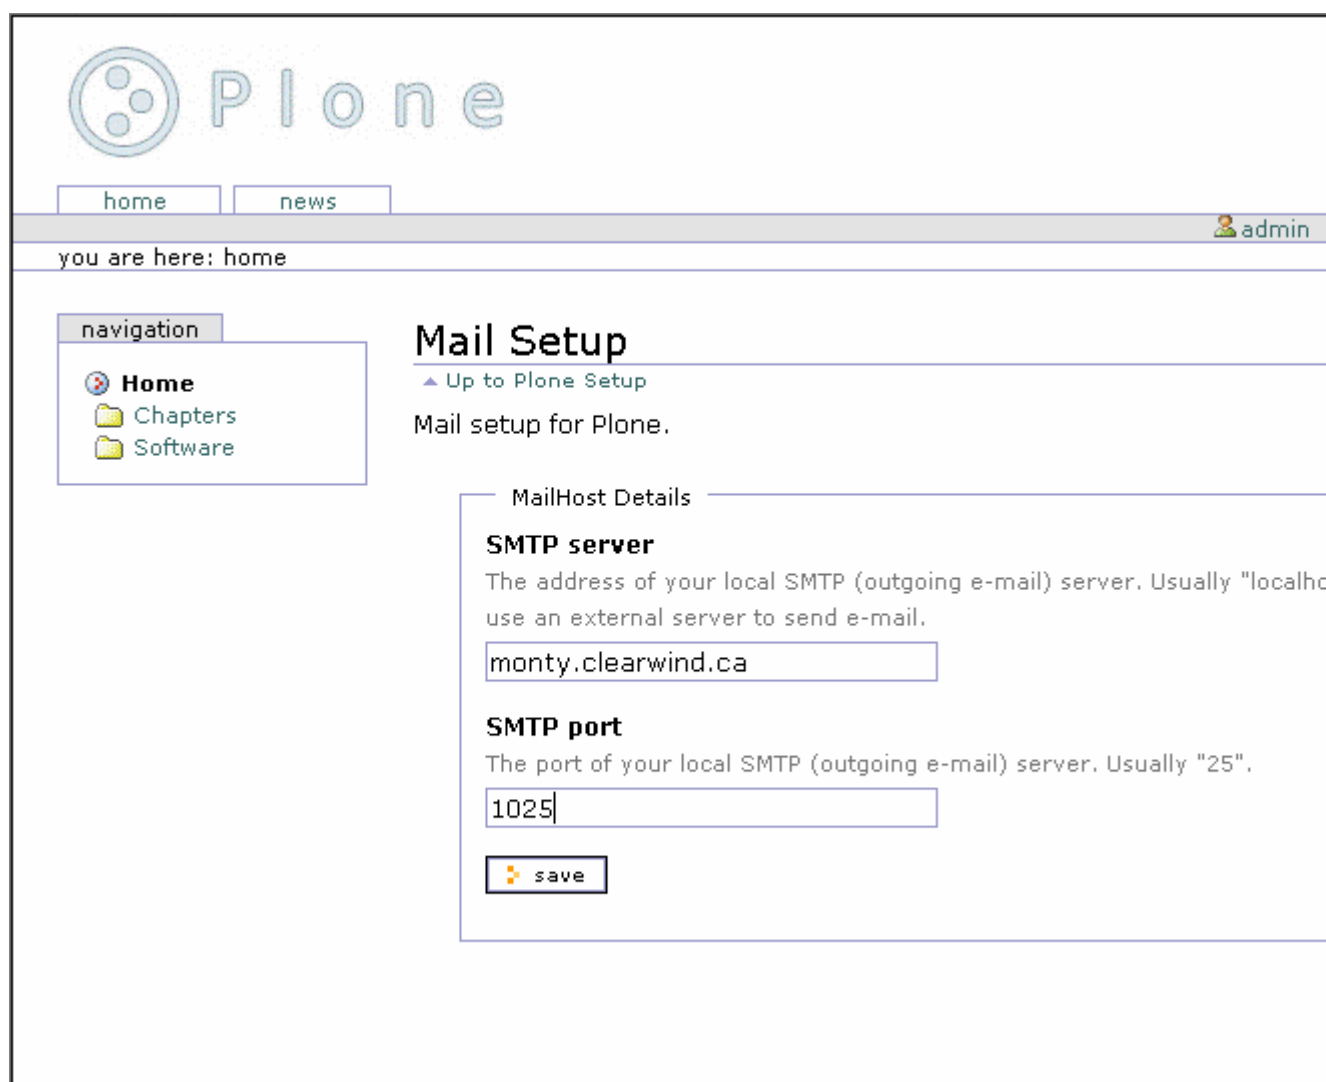 Plone
home news
admin
you are here: home
navigation
Home
Chapters
Software
Mail Setup
Up to Plone Setup
Mail setup for Plone.
MailHost Details
SMTP server
The address of your local SMTP (outgoing e-mail) server. Usually "localho
use an external server to send e-mail.
monty.clearwind.ca
SMTP port
The port of your local SMTP (outgoing e-mail) server. Usually "25".
1025
save